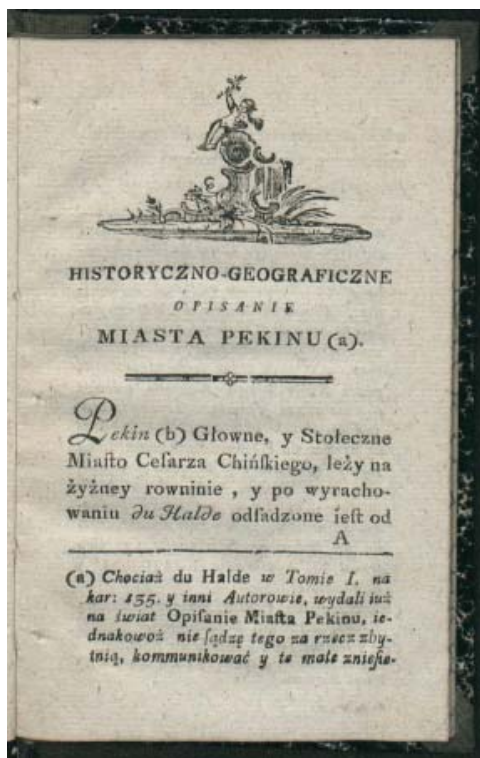 HISTORYCZNO-GEOGRAFICZNE
OPISANIE
MIASTA PEKINU (a).
Pekin (b) Głowne, y Stołeczne
Miaſto Ceſarza Chińſkiego, leży na
żyżney rowninie, y po wyracho-
waniu du Halde odſadzone ieſt od
A
(a) Chociaż du Halde w Tomie I. na
kar: 135. y inni Autorowie, wydali iuż
na świat Opiſanie Miaſta Pekinu, ie-
dnakowoż nie ſądzę tego za rzecz zby-
tnią, kommunikować y te małe znieſie-